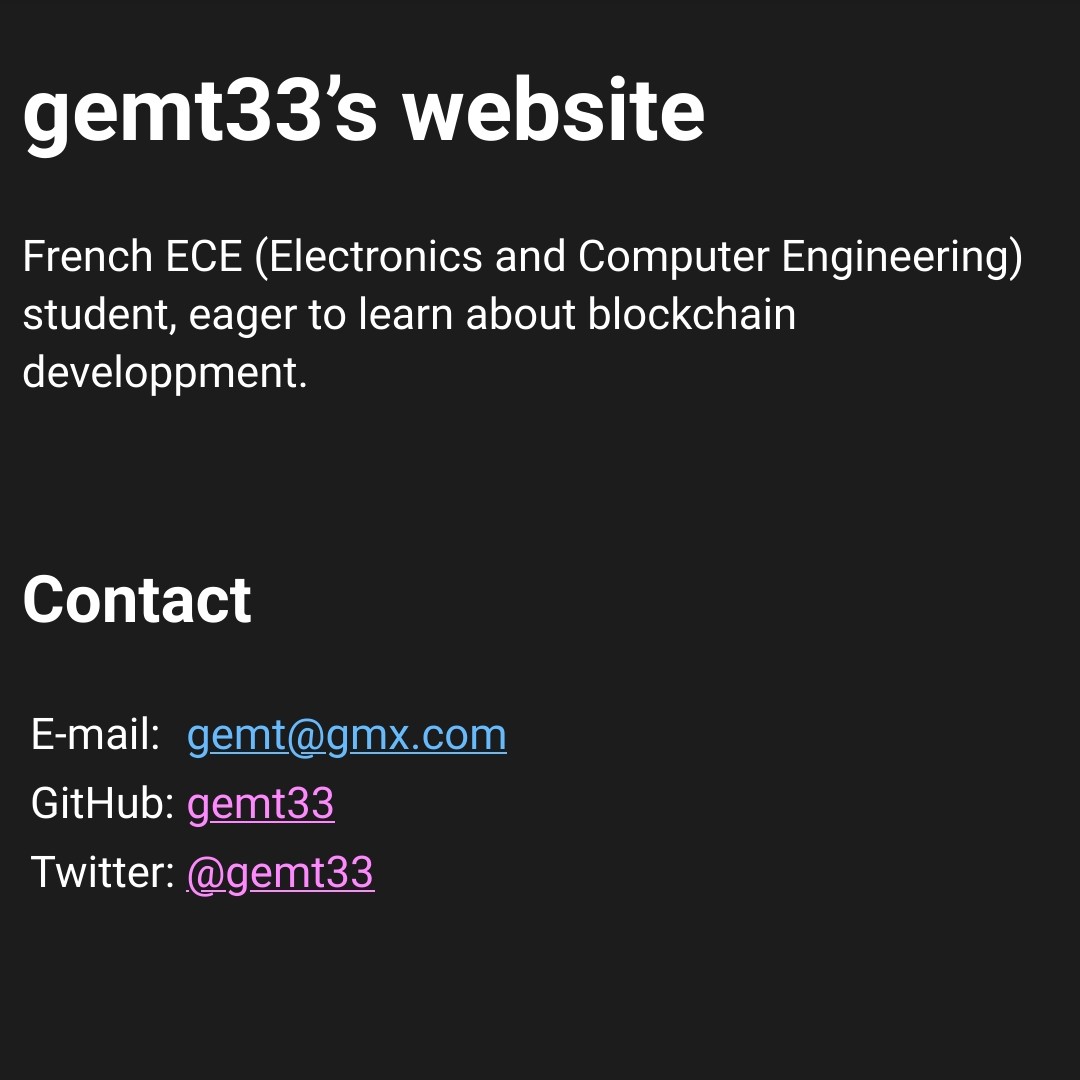 gemt33’s website
French ECE (Electronics and Computer Engineering)
student, eager to learn about blockchain
developpment.
Contact
E-mail: gemt@gmx.com
GitHub: gemt33
Twitter: @gemt33